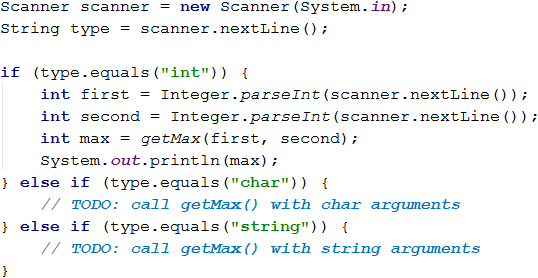 Scanner scanner = new Scanner(System.in);
String type = scanner.nextLine();

if (type.equals("int")) {
    int first = Integer.parseInt(scanner.nextLine());
    int second = Integer.parseInt(scanner.nextLine());
    int max = getMax(first, second);
    System.out.println(max);
} else if (type.equals("char")) {
    // TODO: call getMax() with char arguments
} else if (type.equals("string")) {
    // TODO: call getMax() with string arguments
}